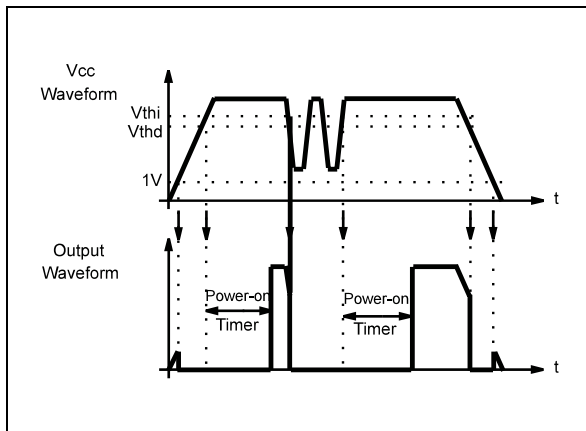 Vcc
Waveform
Vthi
Vthd
1V
t
Output
Waveform
Power-on
Timer
Power-on
Timer
t